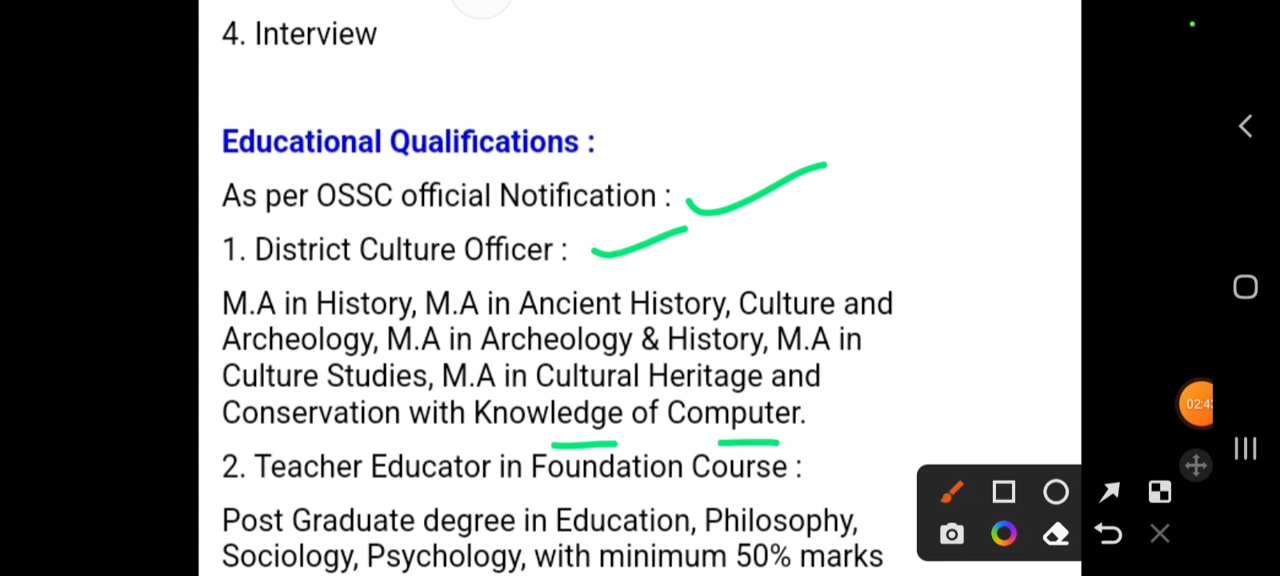 4. Interview
Educational Qualifications :
As per OSSC official Notification :
1. District Culture Officer :
M.A in History, M.A in Ancient History, Culture and
Archeology, M.A in Archeology & History, M.A in
Culture Studies, M.A in Cultural Heritage and
Conservation with Knowledge of Computer.
2. Teacher Educator in Foundation Course :
Post Graduate degree in Education, Philosophy,
Sociology, Psychology, with minimum 50% marks